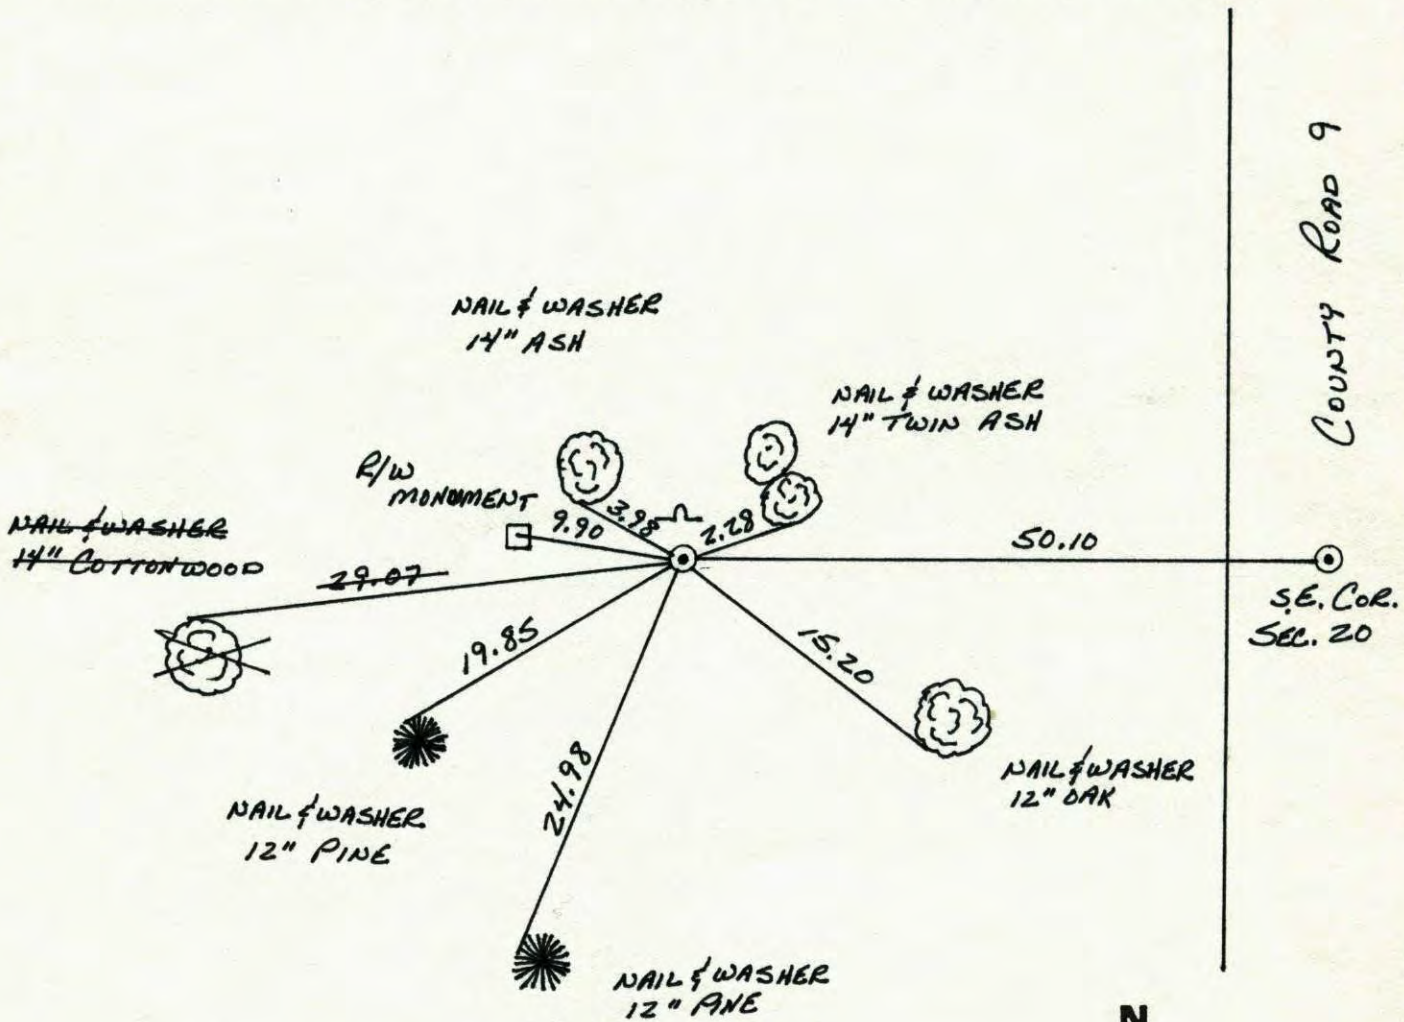 COUNTY ROAD 9
NAIL & WASHER
14" ASH
NAIL & WASHER
14" TWIN ASH
R/W
MONUMENT
9.90
3.98
2.28
50.10
NAIL & WASHER
14" COTTONWOOD
29.07
S.E. COR.
SEC. 20
19.85
15.20
24.98
NAIL & WASHER
12" OAK
NAIL & WASHER
12" PINE
NAIL & WASHER
12" PINE
N